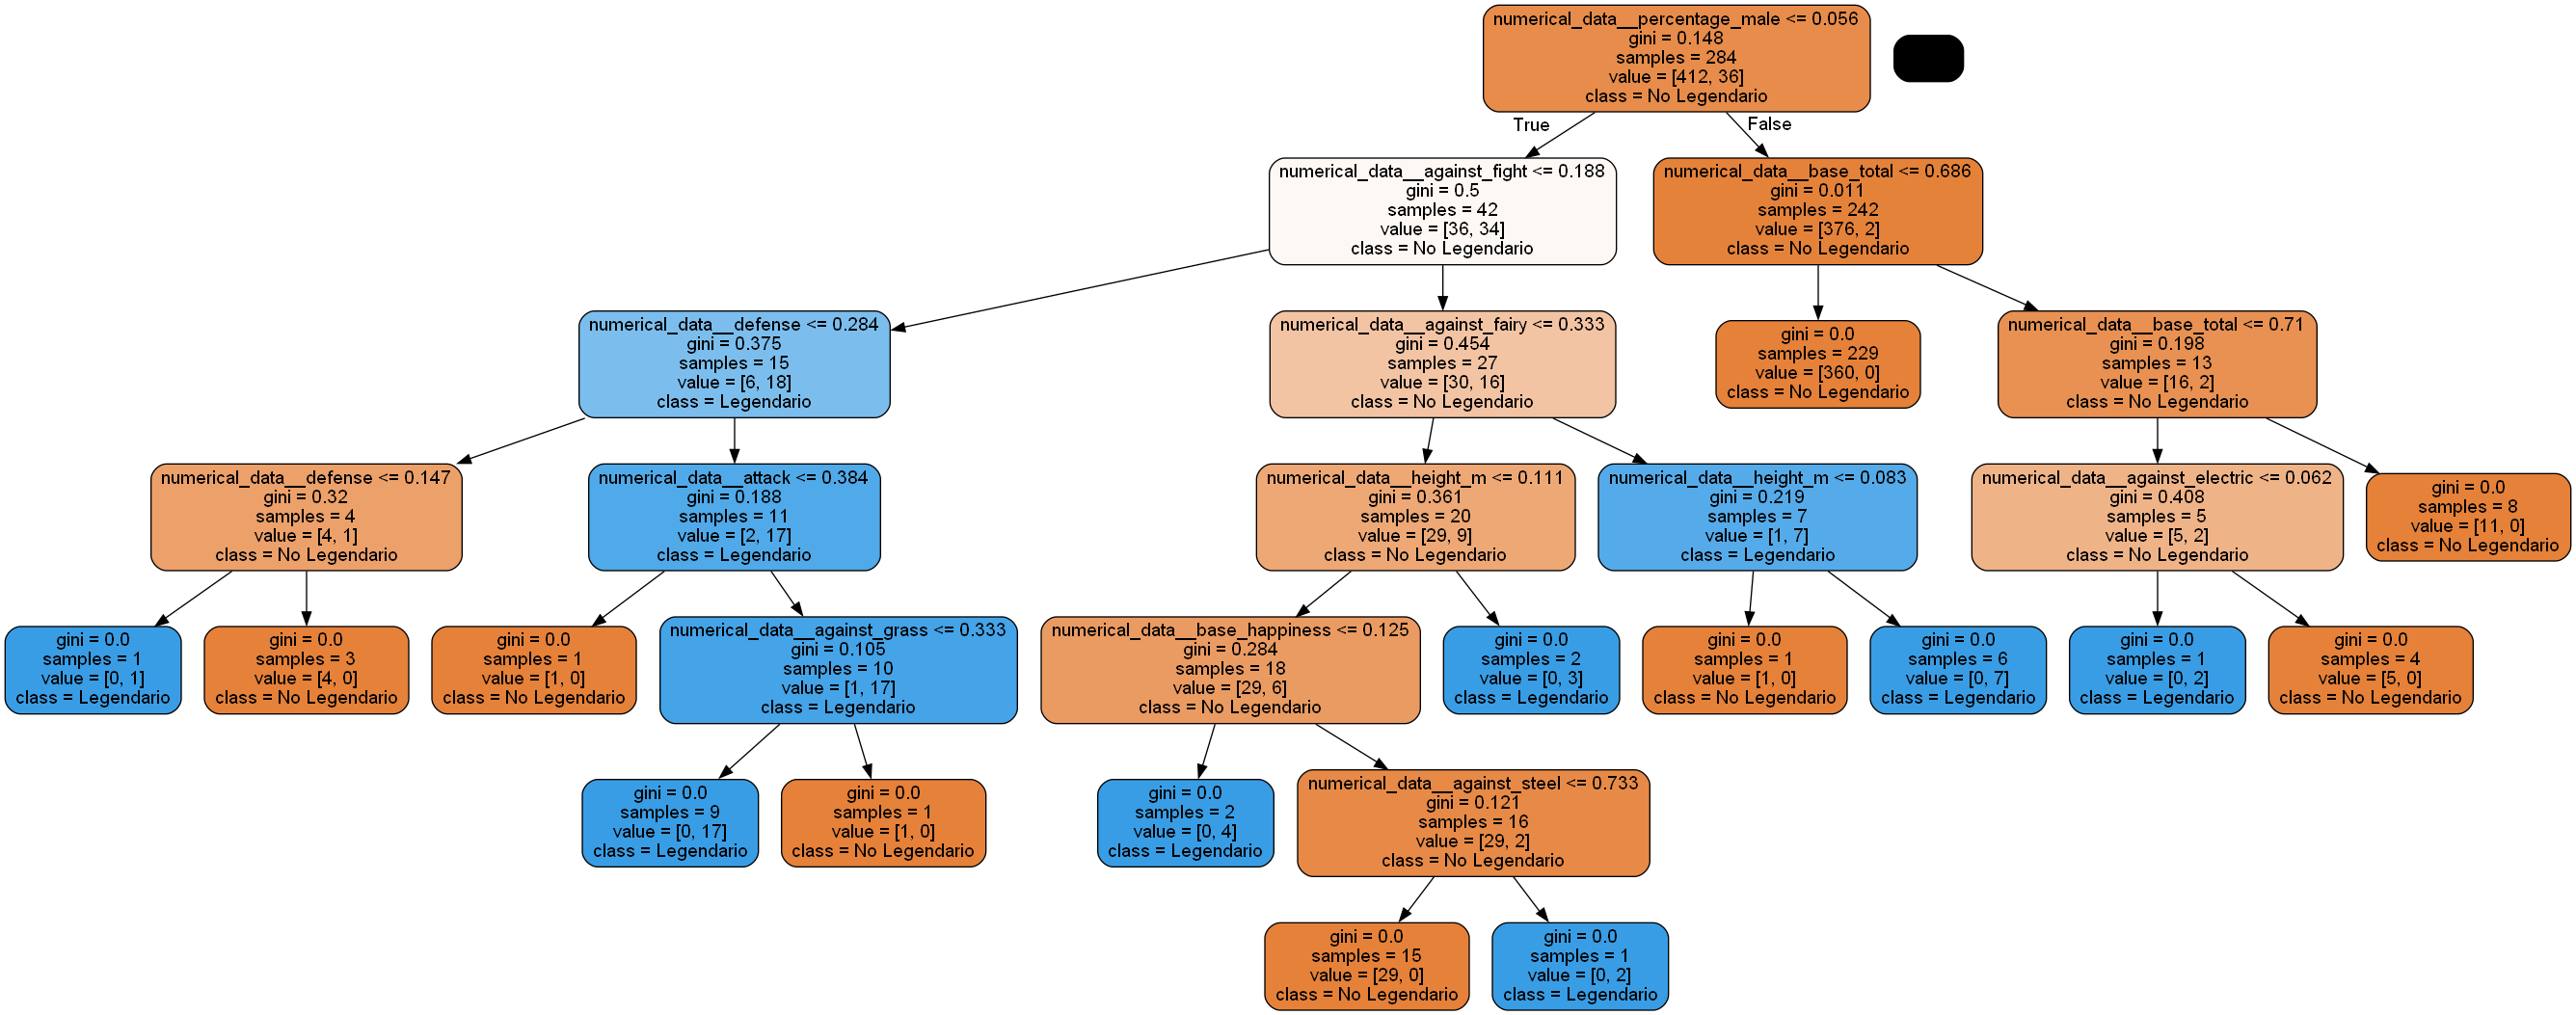 numerical_data__percentage_male <= 0.056
gini = 0.148
samples = 284
value = [412, 36]
class = No Legendario
True
False
numerical_data__against_fight <= 0.188
gini = 0.5
samples = 42
value = [36, 34]
class = No Legendario
numerical_data__base_total <= 0.686
gini = 0.011
samples = 242
value = [376, 2]
class = No Legendario
numerical_data__defense <= 0.284
gini = 0.375
samples = 15
value = [6, 18]
class = Legendario
numerical_data__against_fairy <= 0.333
gini = 0.454
samples = 27
value = [30, 16]
class = No Legendario
gini = 0.0
samples = 229
value = [360, 0]
class = No Legendario
numerical_data__base_total <= 0.71
gini = 0.198
samples = 13
value = [16, 2]
class = No Legendario
numerical_data__defense <= 0.147
gini = 0.32
samples = 4
value = [4, 1]
class = No Legendario
numerical_data__attack <= 0.384
gini = 0.188
samples = 11
value = [2, 17]
class = Legendario
numerical_data__height_m <= 0.111
gini = 0.361
samples = 20
value = [29, 9]
class = No Legendario
numerical_data__height_m <= 0.083
gini = 0.219
samples = 7
value = [1, 7]
class = Legendario
numerical_data__against_electric <= 0.062
gini = 0.408
samples = 5
value = [5, 2]
class = No Legendario
gini = 0.0
samples = 8
value = [11, 0]
class = No Legendario
gini = 0.0
samples = 1
value = [0, 1]
class = Legendario
gini = 0.0
samples = 3
value = [4, 0]
class = No Legendario
gini = 0.0
samples = 1
value = [1, 0]
class = No Legendario
numerical_data__against_grass <= 0.333
gini = 0.105
samples = 10
value = [1, 17]
class = Legendario
numerical_data__base_happiness <= 0.125
gini = 0.284
samples = 18
value = [29, 6]
class = No Legendario
gini = 0.0
samples = 2
value = [0, 3]
class = Legendario
gini = 0.0
samples = 1
value = [1, 0]
class = No Legendario
gini = 0.0
samples = 6
value = [0, 7]
class = Legendario
gini = 0.0
samples = 1
value = [0, 2]
class = Legendario
gini = 0.0
samples = 4
value = [5, 0]
class = No Legendario
gini = 0.0
samples = 9
value = [0, 17]
class = Legendario
gini = 0.0
samples = 1
value = [1, 0]
class = No Legendario
gini = 0.0
samples = 2
value = [0, 4]
class = Legendario
numerical_data__against_steel <= 0.733
gini = 0.121
samples = 16
value = [29, 2]
class = No Legendario
gini = 0.0
samples = 15
value = [29, 0]
class = No Legendario
gini = 0.0
samples = 1
value = [0, 2]
class = Legendario